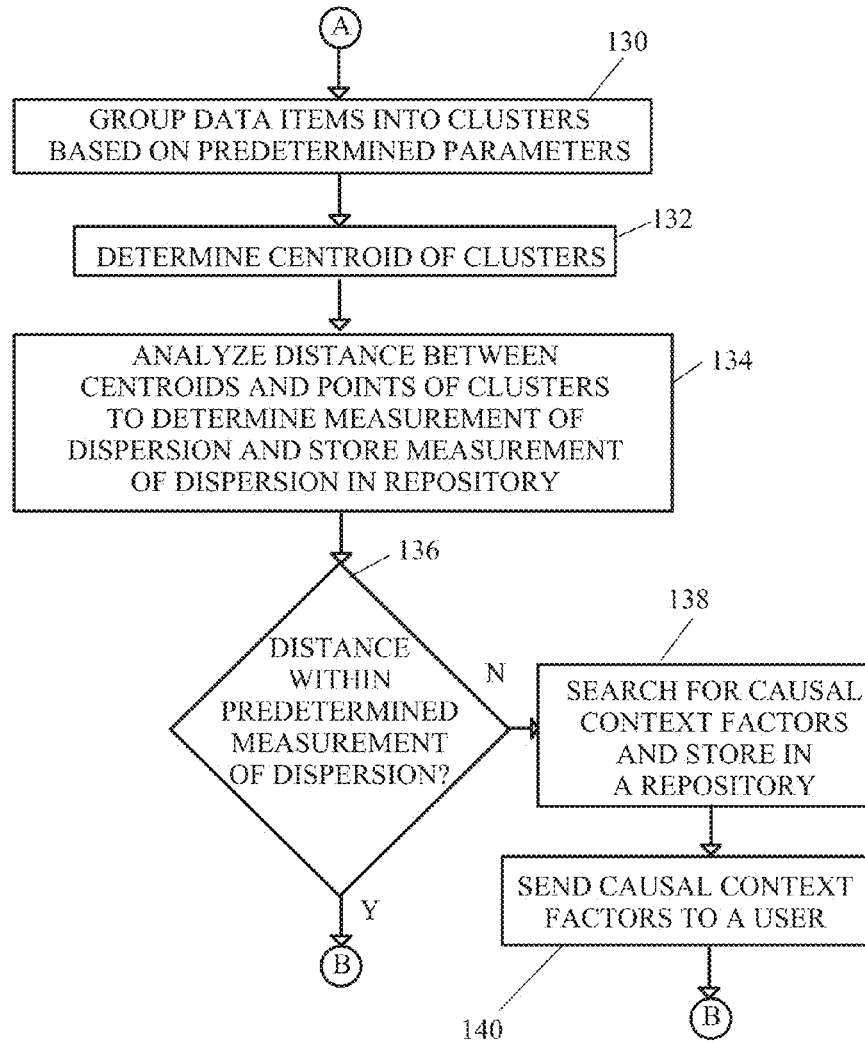 A
130
GROUP DATA ITEMS INTO CLUSTERS
BASED ON PREDETERMINED PARAMETERS
132
DETERMINE CENTROID OF CLUSTERS
ANALYZE DISTANCE BETWEEN
CENTROIDS AND POINTS OF CLUSTERS
TO DETERMINE MEASUREMENT OF
DISPERSION AND STORE MEASUREMENT
OF DISPERSION IN REPOSITORY
134
136
DISTANCE
WITHIN
PREDETERMINED
MEASUREMENT
OF DISPERSION?
N
138
SEARCH FOR CAUSAL
CONTEXT FACTORS
AND STORE IN
A REPOSITORY
Y
B
SEND CAUSAL CONTEXT
FACTORS TO A USER
140
B